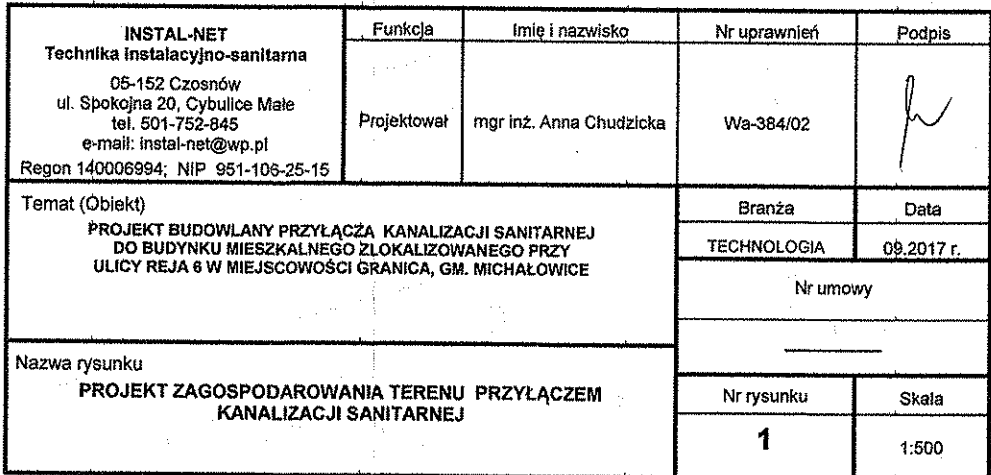 INSTAL-NET
Technika instalacyjno-sanitarna
05-152 Czosnów
ul. Spokojna 20, Cybulice Małe
tel. 501-752-845
e-mail: instal-net@wp.pl
Regon 140006994; NIP 951-106-25-15
Funkcja
Imię i nazwisko
Nr uprawnień
Podpis
Projektował
mgr inż. Anna Chudzicka
Wa-384/02
Temat (Obiekt)
PROJEKT BUDOWLANY PRZYŁĄCZA KANALIZACJI SANITARNEJ
DO BUDYNKU MIESZKALNEGO ZLOKALIZOWANEGO PRZY
ULICY REJA 6 W MIEJSCOWOŚCI GRANICA, GM. MICHAŁOWICE
Branża
Data
TECHNOLOGIA
09.2017 r.
Nr umowy
Nazwa rysunku
PROJEKT ZAGOSPODAROWANIA TERENU PRZYŁĄCZEM
KANALIZACJI SANITARNEJ
Nr rysunku
Skala
1
1:500